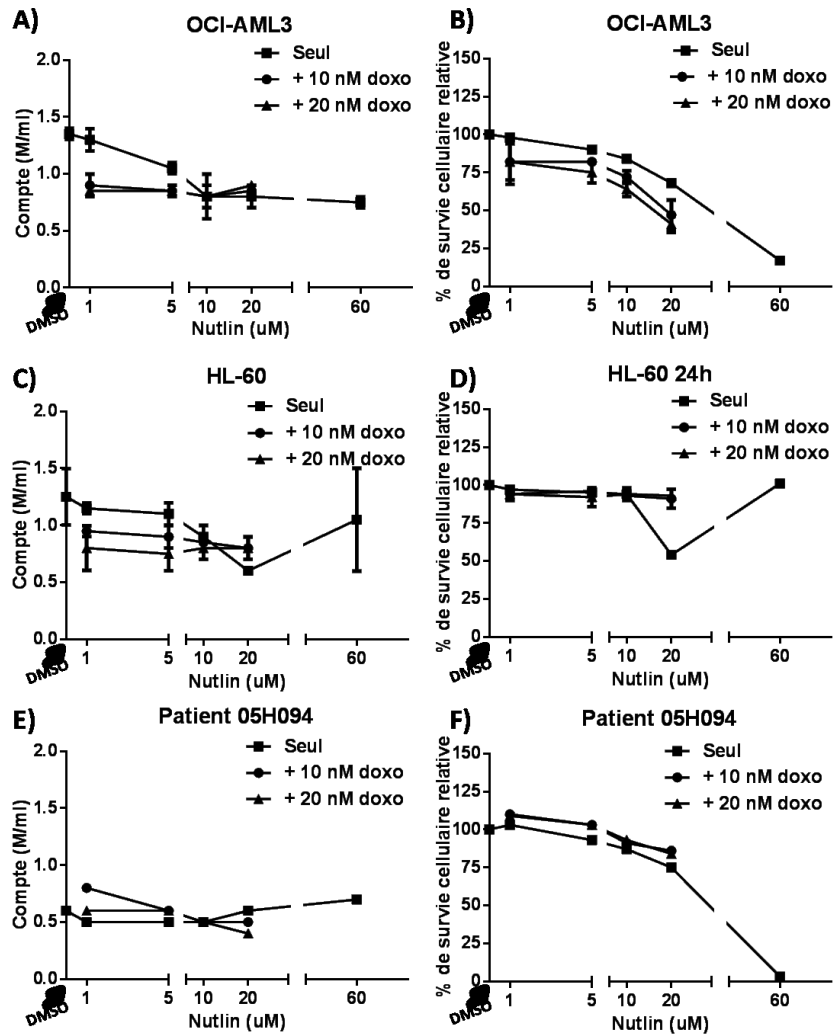 A)
OCI-AML3
Seul
+ 10 nM doxo
+ 20 nM doxo
Compte (M/ml)
2.0
1.5
1.0
0.5
0.0
DMSO
1
5
10
20
60
Nutlin (uM)
B)
OCI-AML3
Seul
+ 10 nM doxo
+ 20 nM doxo
% de survie cellulaire relative
150
125
100
75
50
25
0
DMSO
1
5
10
20
60
Nutlin (uM)
C)
HL-60
Seul
+ 10 nM doxo
+ 20 nM doxo
Compte (M/ml)
2.0
1.5
1.0
0.5
0.0
DMSO
1
5
10
20
60
Nutlin (uM)
D)
HL-60 24h
Seul
+ 10 nM doxo
+ 20 nM doxo
% de survie cellulaire relative
150
125
100
75
50
25
0
DMSO
1
5
10
20
60
Nutlin (uM)
E)
Patient 05H094
Seul
+ 10 nM doxo
+ 20 nM doxo
Compte (M/ml)
2.0
1.5
1.0
0.5
0.0
DMSO
1
5
10
20
60
Nutlin (uM)
F)
Patient 05H094
Seul
+ 10 nM doxo
+ 20 nM doxo
% de survie cellulaire relative
150
125
100
75
50
25
0
DMSO
1
5
10
20
60
Nutlin (uM)